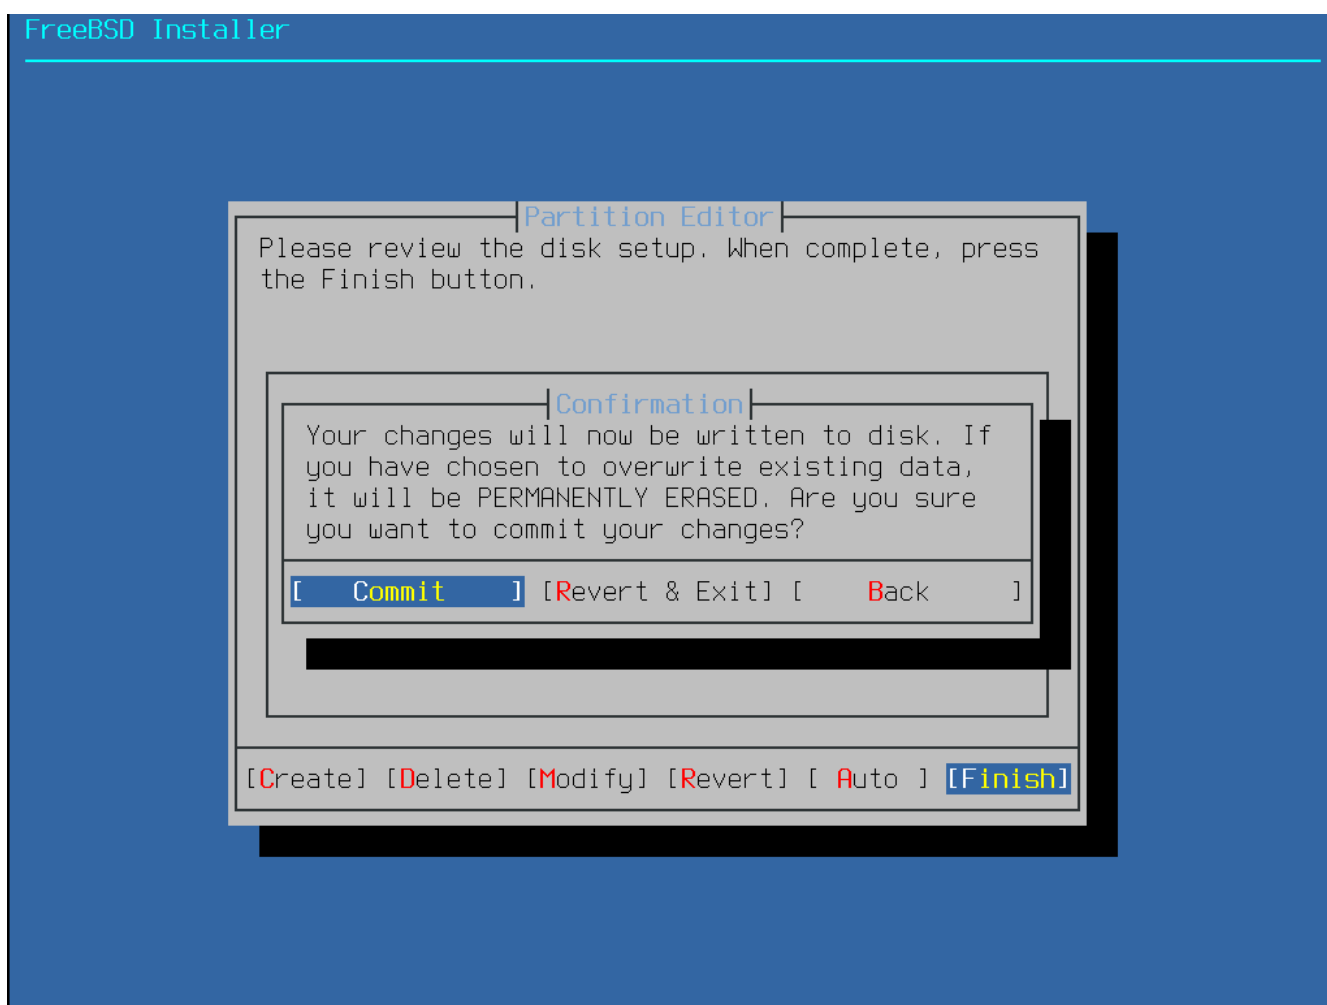 FreeBSD Installer
Partition Editor
Please review the disk setup. When complete, press
the Finish button.
Confirmation
Your changes will now be written to disk. If
you have chosen to overwrite existing data,
it will be PERMANENTLY ERASED. Are you sure
you want to commit your changes?
[ Commit ] [Revert & Exit] [ Back ]
[Create] [Delete] [Modify] [Revert] [ Auto ] [Finish]